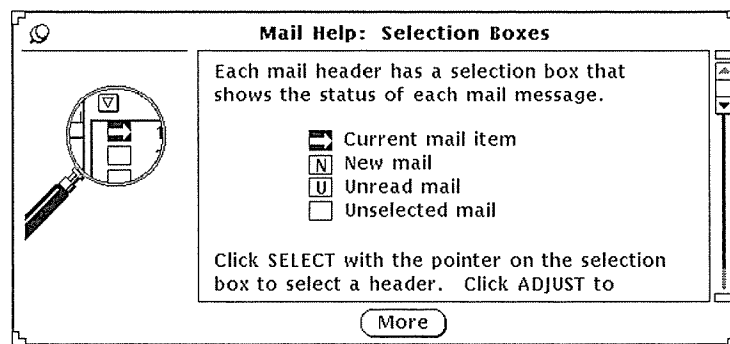 Mail Help: Selection Boxes
Each mail header has a selection box that
shows the status of each mail message.
Current mail item
N New mail
U Unread mail
Unselected mail
Click SELECT with the pointer on the selection
box to select a header. Click ADJUST to
More